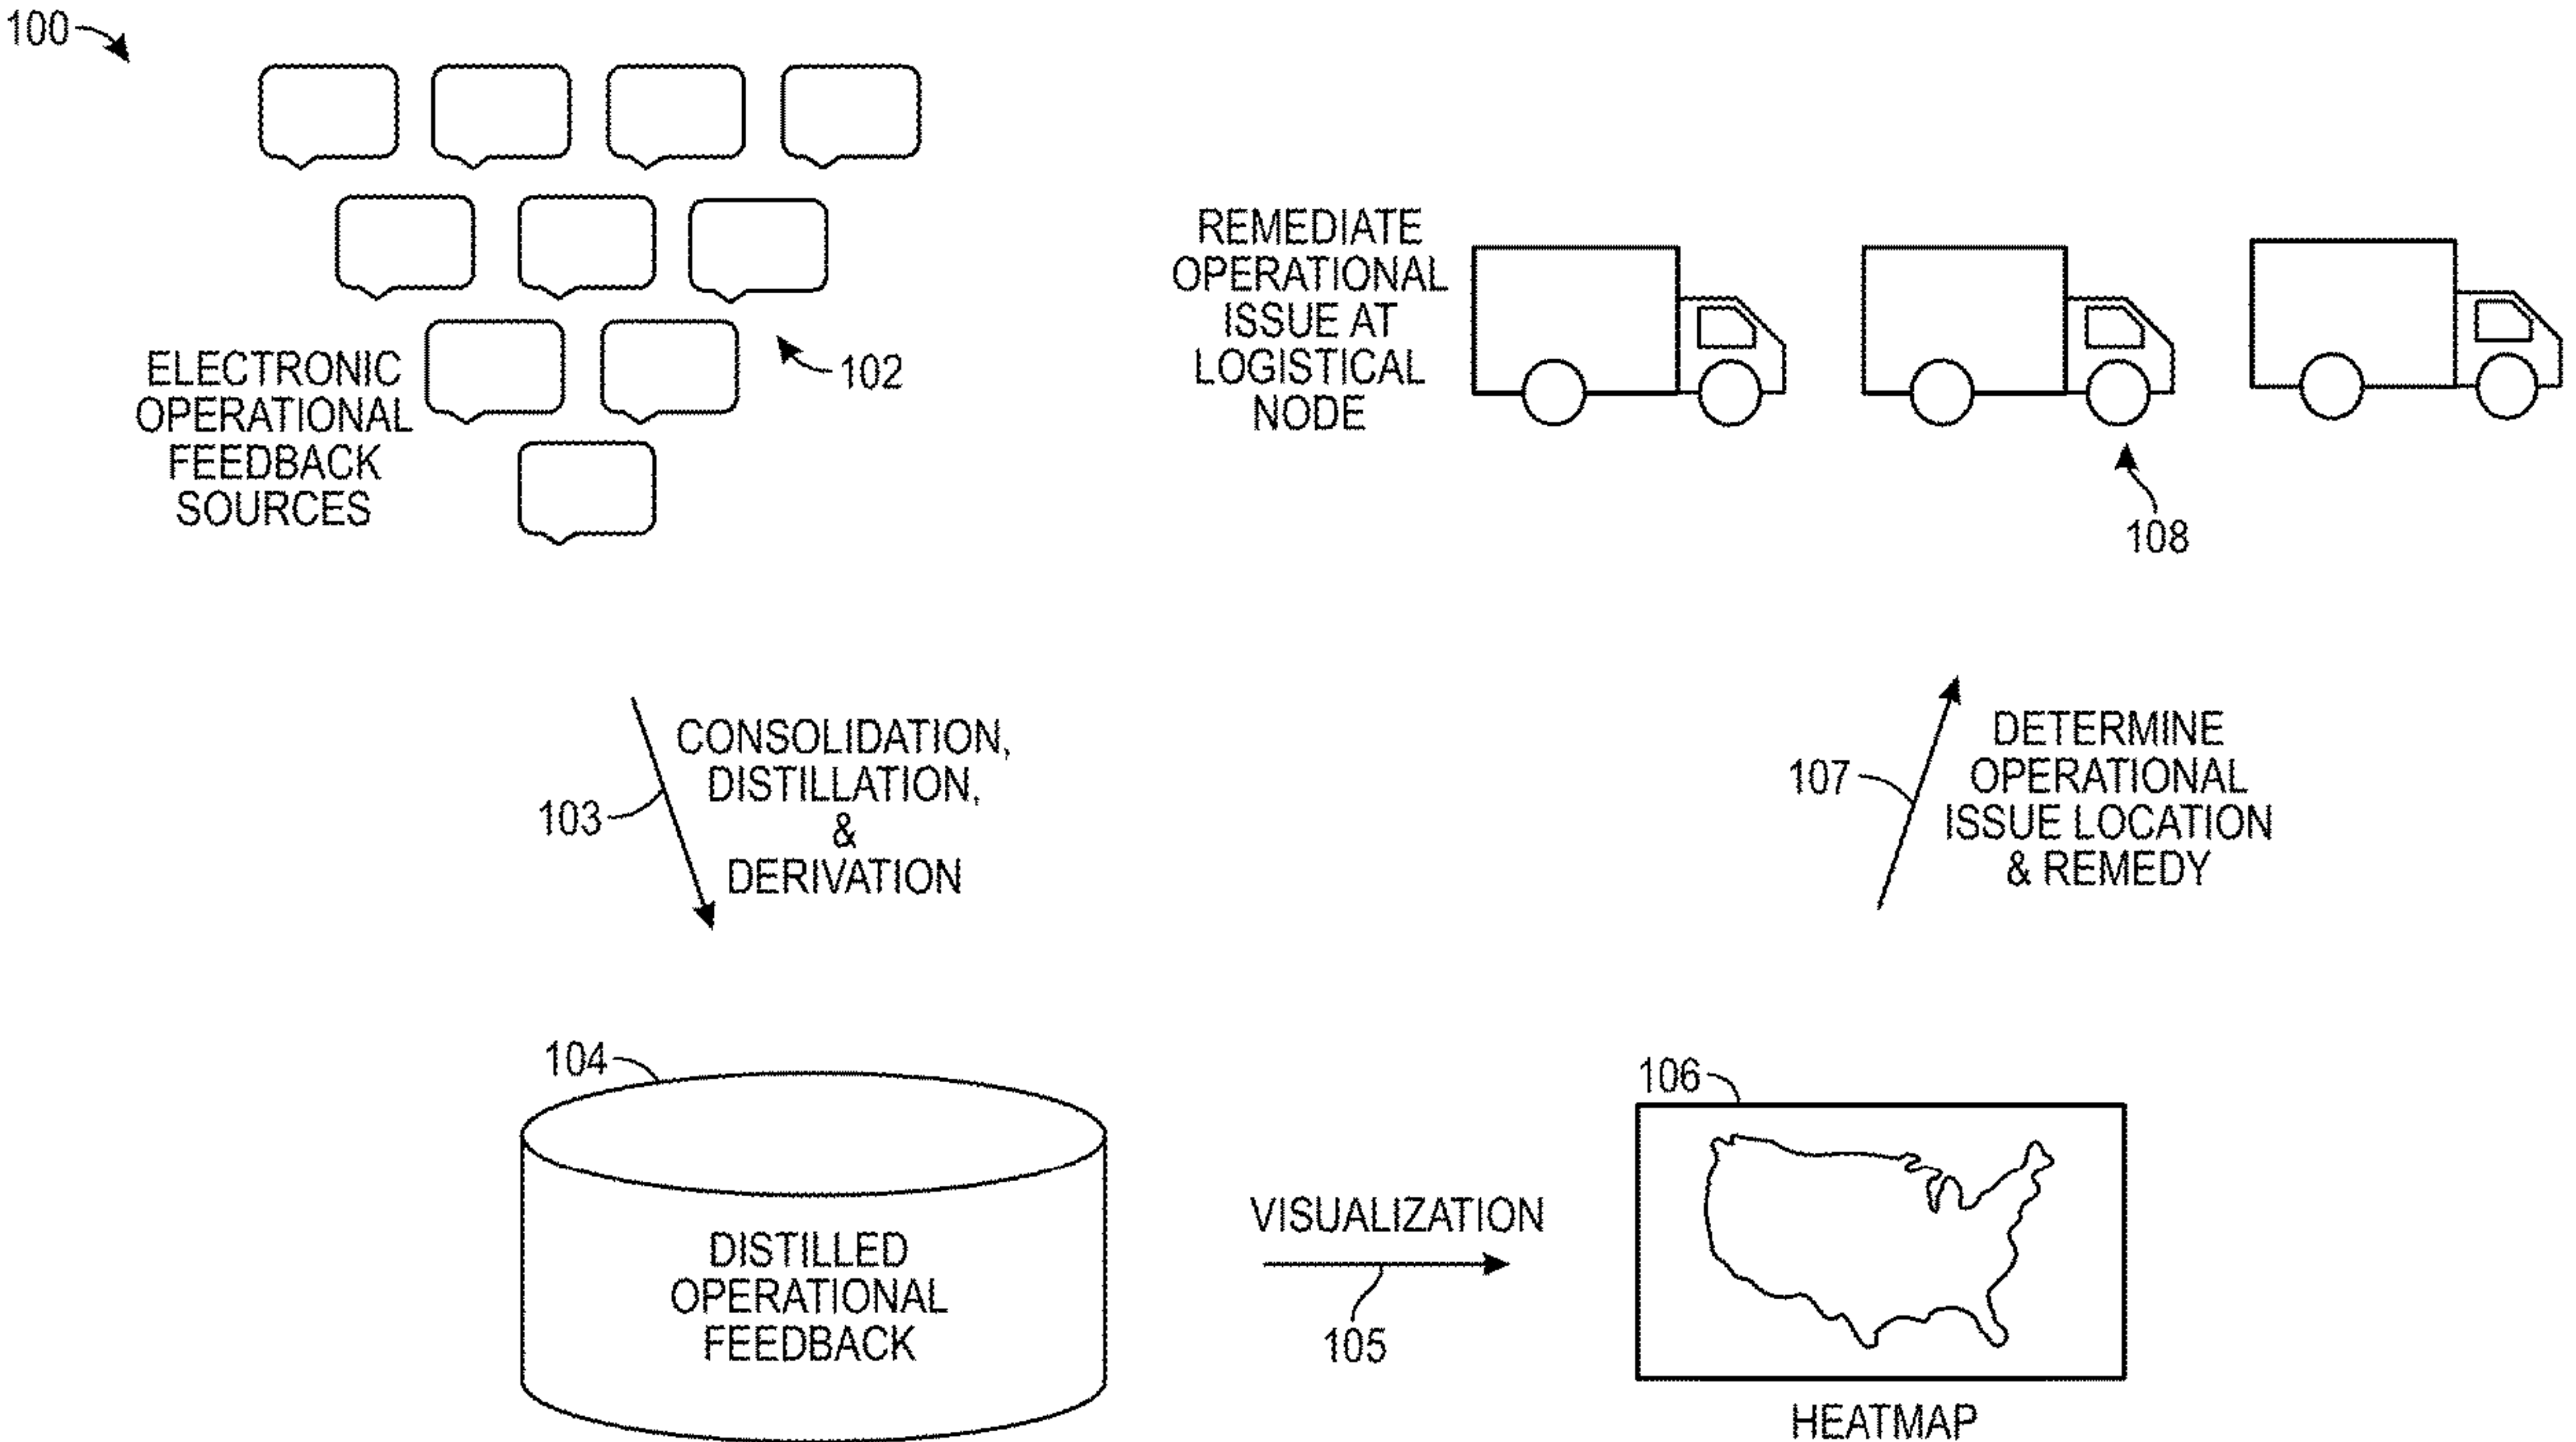 100
ELECTRONIC
OPERATIONAL
FEEDBACK
SOURCES
102
REMEDIATE
OPERATIONAL
ISSUE AT
LOGISTICAL
NODE
108
103
CONSOLIDATION,
DISTILLATION,
&
DERIVATION
107
DETERMINE
OPERATIONAL
ISSUE LOCATION
& REMEDY
104
DISTILLED
OPERATIONAL
FEEDBACK
VISUALIZATION
105
106
HEATMAP